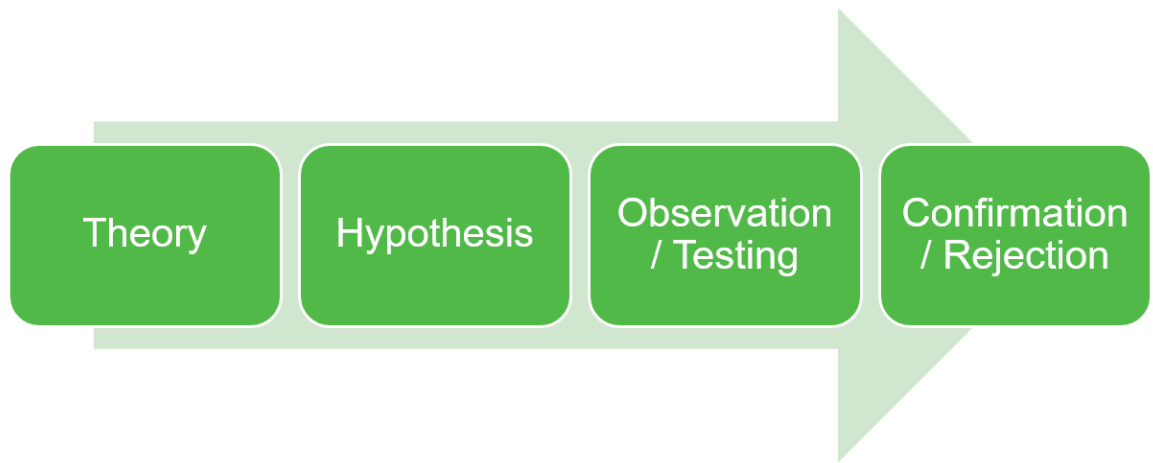 Theory
Hypothesis
Observation
/ Testing
Confirmation
/ Rejection